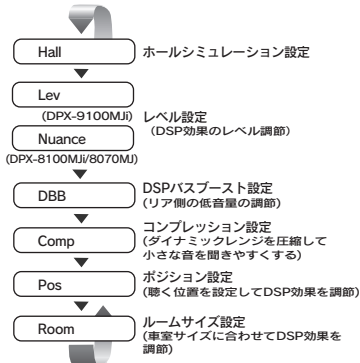 Hall
ホールシミュレーション設定
Lev
(DPX-9100MJi)
レベル設定
(DSP効果のレベル調節)
Nuance
(DPX-8100MJi/8070MJ)
DBB
DSPバスブースト設定
(リア側の低音量の調節)
Comp
コンプレッション設定
(ダイナミックレンジを圧縮して
小さな音を聞きやすくする)
Pos
ポジション設定
(聴く位置を設定してDSP効果を調節)
Room
ルームサイズ設定
(車室サイズに合わせてDSP効果を
調節)